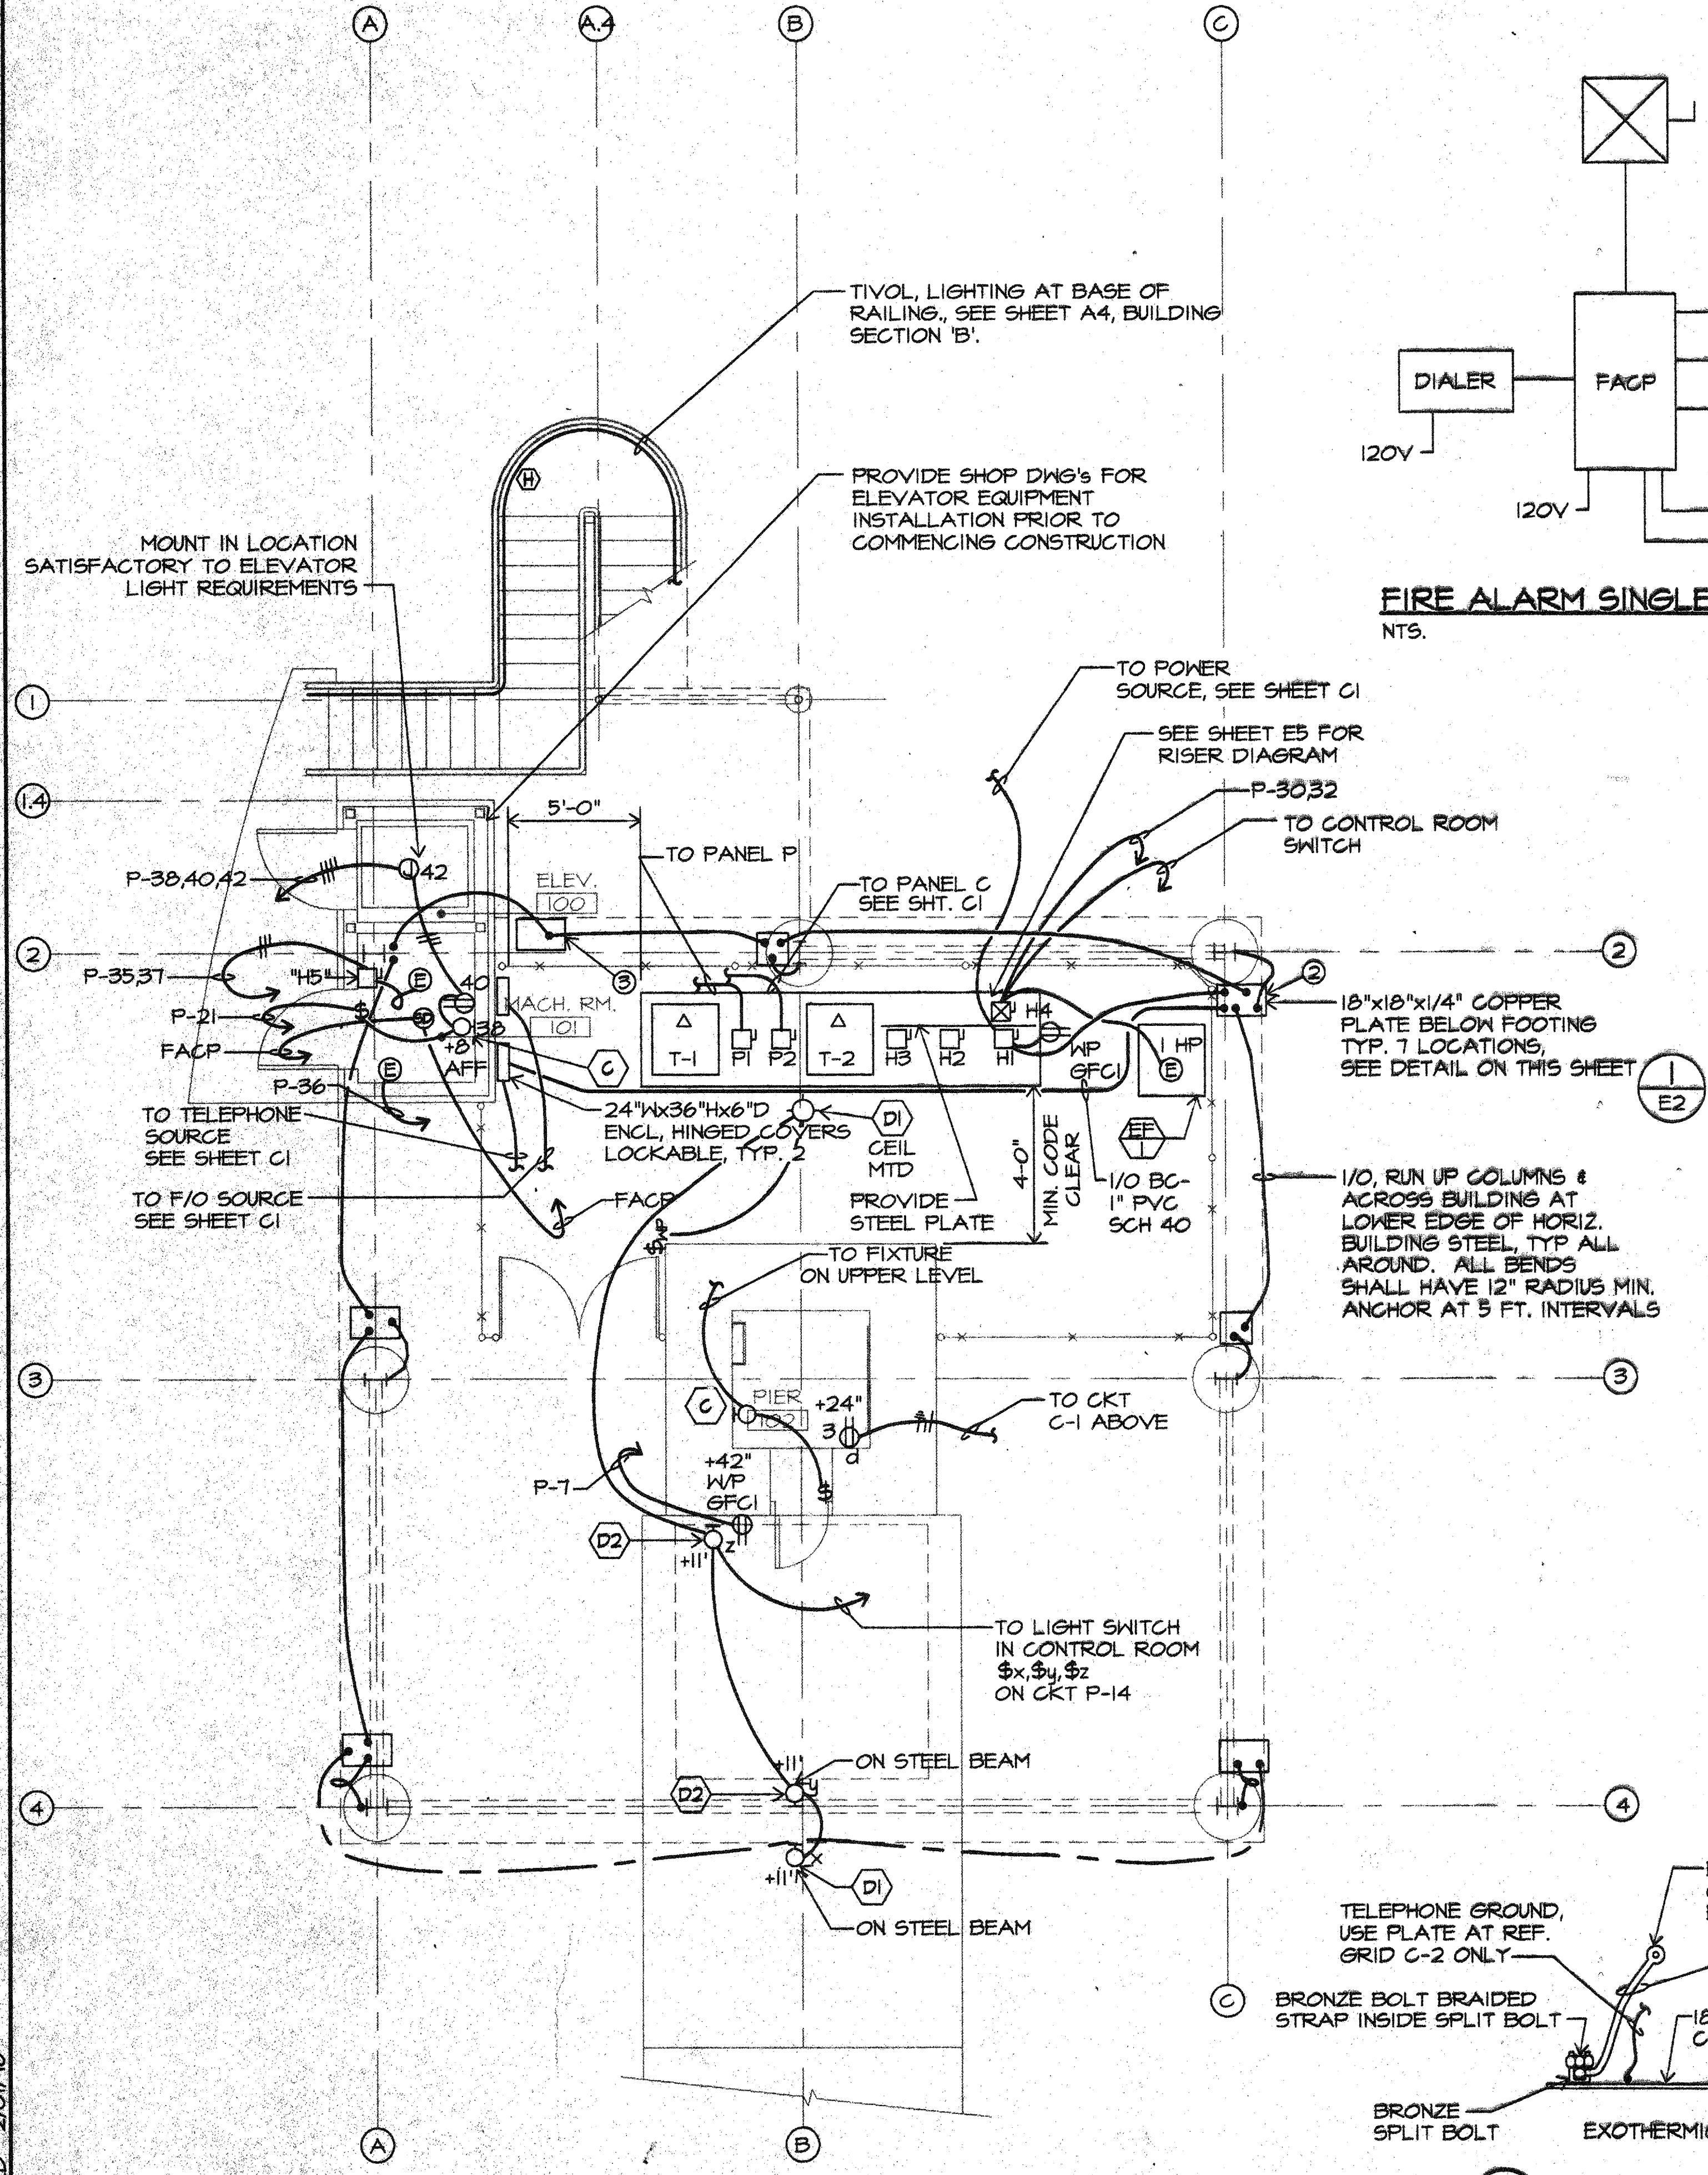 A
A.4
B
C
TIVOL, LIGHTING AT BASE OF
RAILING., SEE SHEET A4, BUILDING
SECTION 'B'.
DIALER
FACP
120V
120V
H
PROVIDE SHOP DWG's FOR
ELEVATOR EQUIPMENT
INSTALLATION PRIOR TO
COMMENCING CONSTRUCTION
MOUNT IN LOCATION
SATISFACTORY TO ELEVATOR
LIGHT REQUIREMENTS
FIRE ALARM SINGLE
NTS.
1
TO POWER
SOURCE, SEE SHEET C1
SEE SHEET E5 FOR
RISER DIAGRAM
P-30,32
TO CONTROL ROOM
SWITCH
1.4
5'-0"
TO PANEL P
TO PANEL C
SEE SHT. C1
P-38,40,42
42
ELEV.
100
2
2
P-35,37
"H5"
E
40
3
2
MACH. RM.
101
P-21
$
SD
38
+8'
AFF
FACP
E
P-36
C
T-1
P1
P2
T-2
H3
H2
H1
H4
WP
GFCI
1 HP
E
18"x18"x1/4" COPPER
PLATE BELOW FOOTING
TYP. 7 LOCATIONS,
SEE DETAIL ON THIS SHEET
1
E2
TO TELEPHONE
SOURCE
SEE SHEET C1
24"Wx36"Hx6"D
ENCL, HINGED COVERS
LOCKABLE, TYP. 2
D1
CEIL
MTD
4-0"
MIN. CODE
CLEAR
EF
1
1/0 BC-
1" PVC
SCH 40
TO F/O SOURCE
SEE SHEET C1
FACP
PROVIDE
STEEL PLATE
1/0, RUN UP COLUMNS &
ACROSS BUILDING AT
LOWER EDGE OF HORIZ.
BUILDING STEEL, TYP ALL
AROUND. ALL BENDS
SHALL HAVE 12" RADIUS MIN.
ANCHOR AT 5 FT. INTERVALS
$WP
TO FIXTURE
ON UPPER LEVEL
3
3
C
PIER
102
+24"
3
d
TO CKT
C-1 ABOVE
$
P-7
+42"
W/P
GFCI
D2
z
+11'
TO LIGHT SWITCH
IN CONTROL ROOM
$x,$y,$z
ON CKT P-14
+11'
ON STEEL BEAM
D2
y
4
4
x
+11'
D1
ON STEEL BEAM
TELEPHONE GROUND,
USE PLATE AT REF.
GRID C-2 ONLY
C
BRONZE BOLT BRAIDED
STRAP INSIDE SPLIT BOLT
18
C
BRONZE
SPLIT BOLT
EXOTHERMI
A
B